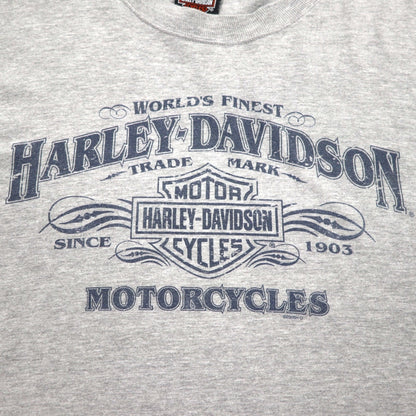 WORLD'S FINEST
HARLEY-DAVIDSON
TRADE MARK
MOTOR
HARLEY-DAVIDSON
CYCLES®
SINCE 1903
MOTORCYCLES